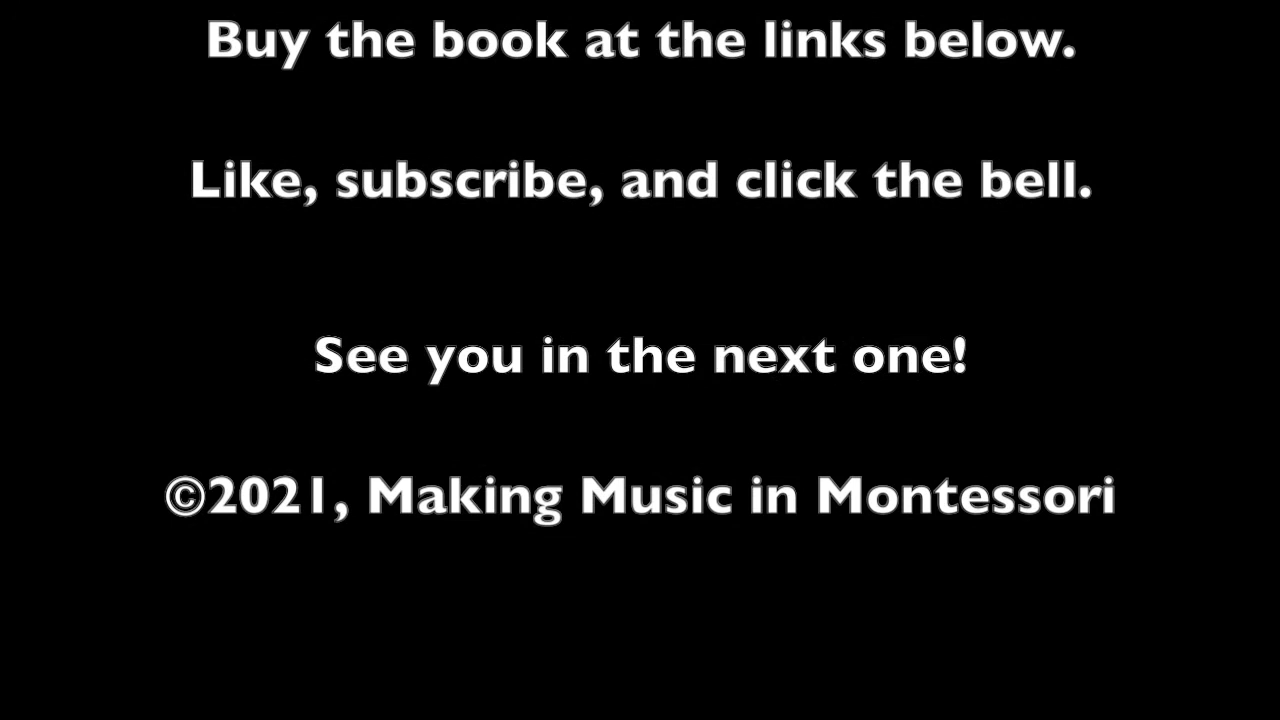 Buy the book at the links below.
Like, subscribe, and click the bell.
See you in the next one!
©2021, Making Music in Montessori